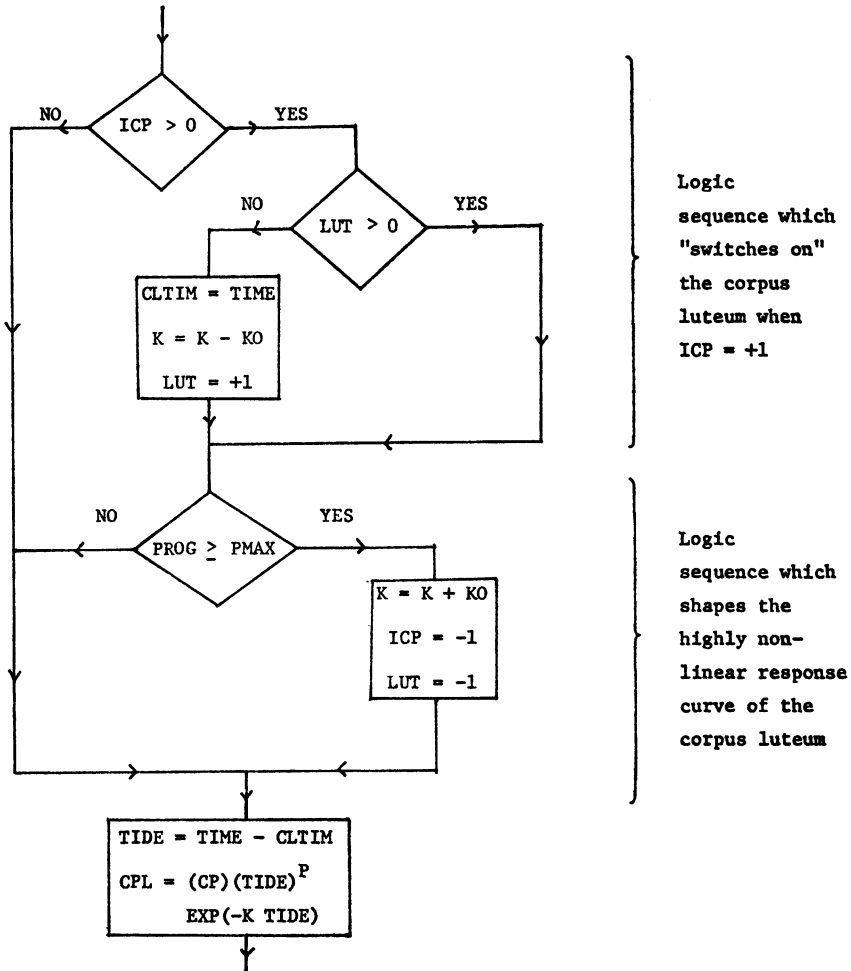 NO
ICP > 0
YES
NO
LUT > 0
YES
CLTIM = TIME
K = K - KO
LUT = +1
Logic
sequence which
"switches on"
the corpus
luteum when
ICP = +1
NO
PROG ≥ PMAX
YES
K = K + KO
ICP = -1
LUT = -1
Logic
sequence which
shapes the
highly non-
linear response
curve of the
corpus luteum
TIDE = TIME - CLTIM
CPL = (CP)(TIDE)^P
EXP(-K TIDE)